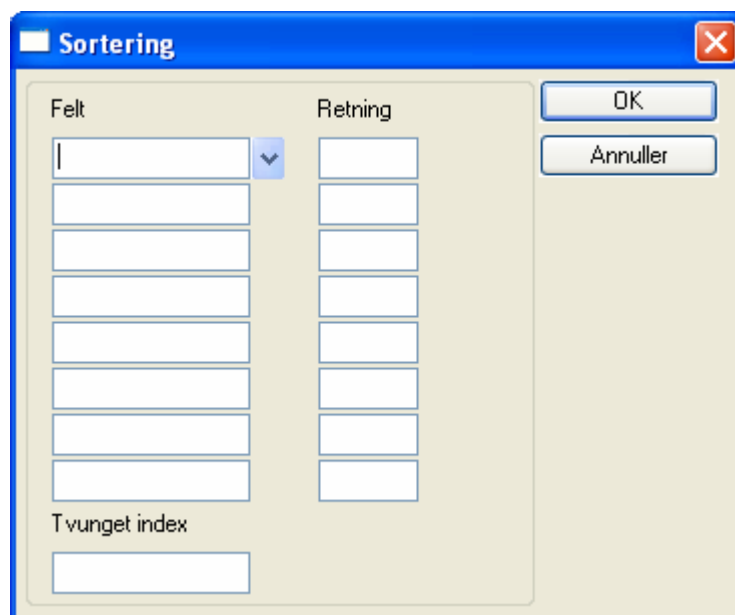 Sortering
Felt Retning
OK
Annuller
Tvunget index